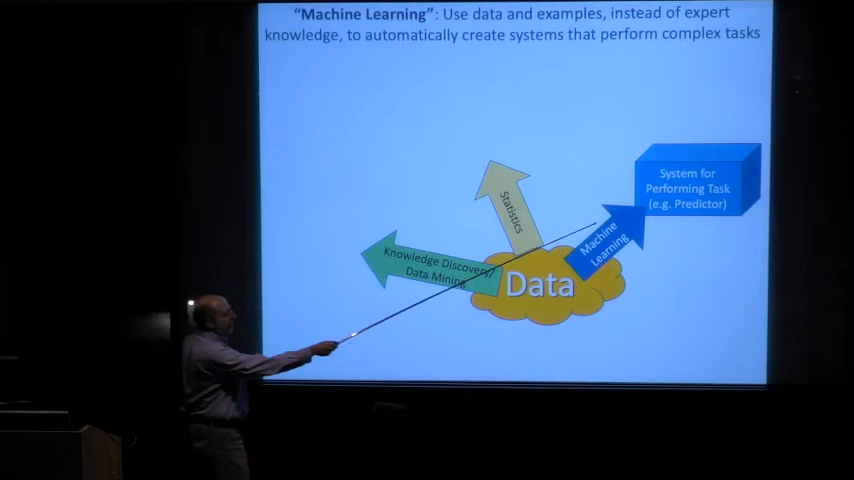 "Machine Learning": Use data and examples, instead of expert
knowledge, to automatically create systems that perform complex tasks
System for
Performing Task
(e.g. Predictor)
Statistics
Machine
Learning
Knowledge Discovery/
Data Mining
Data